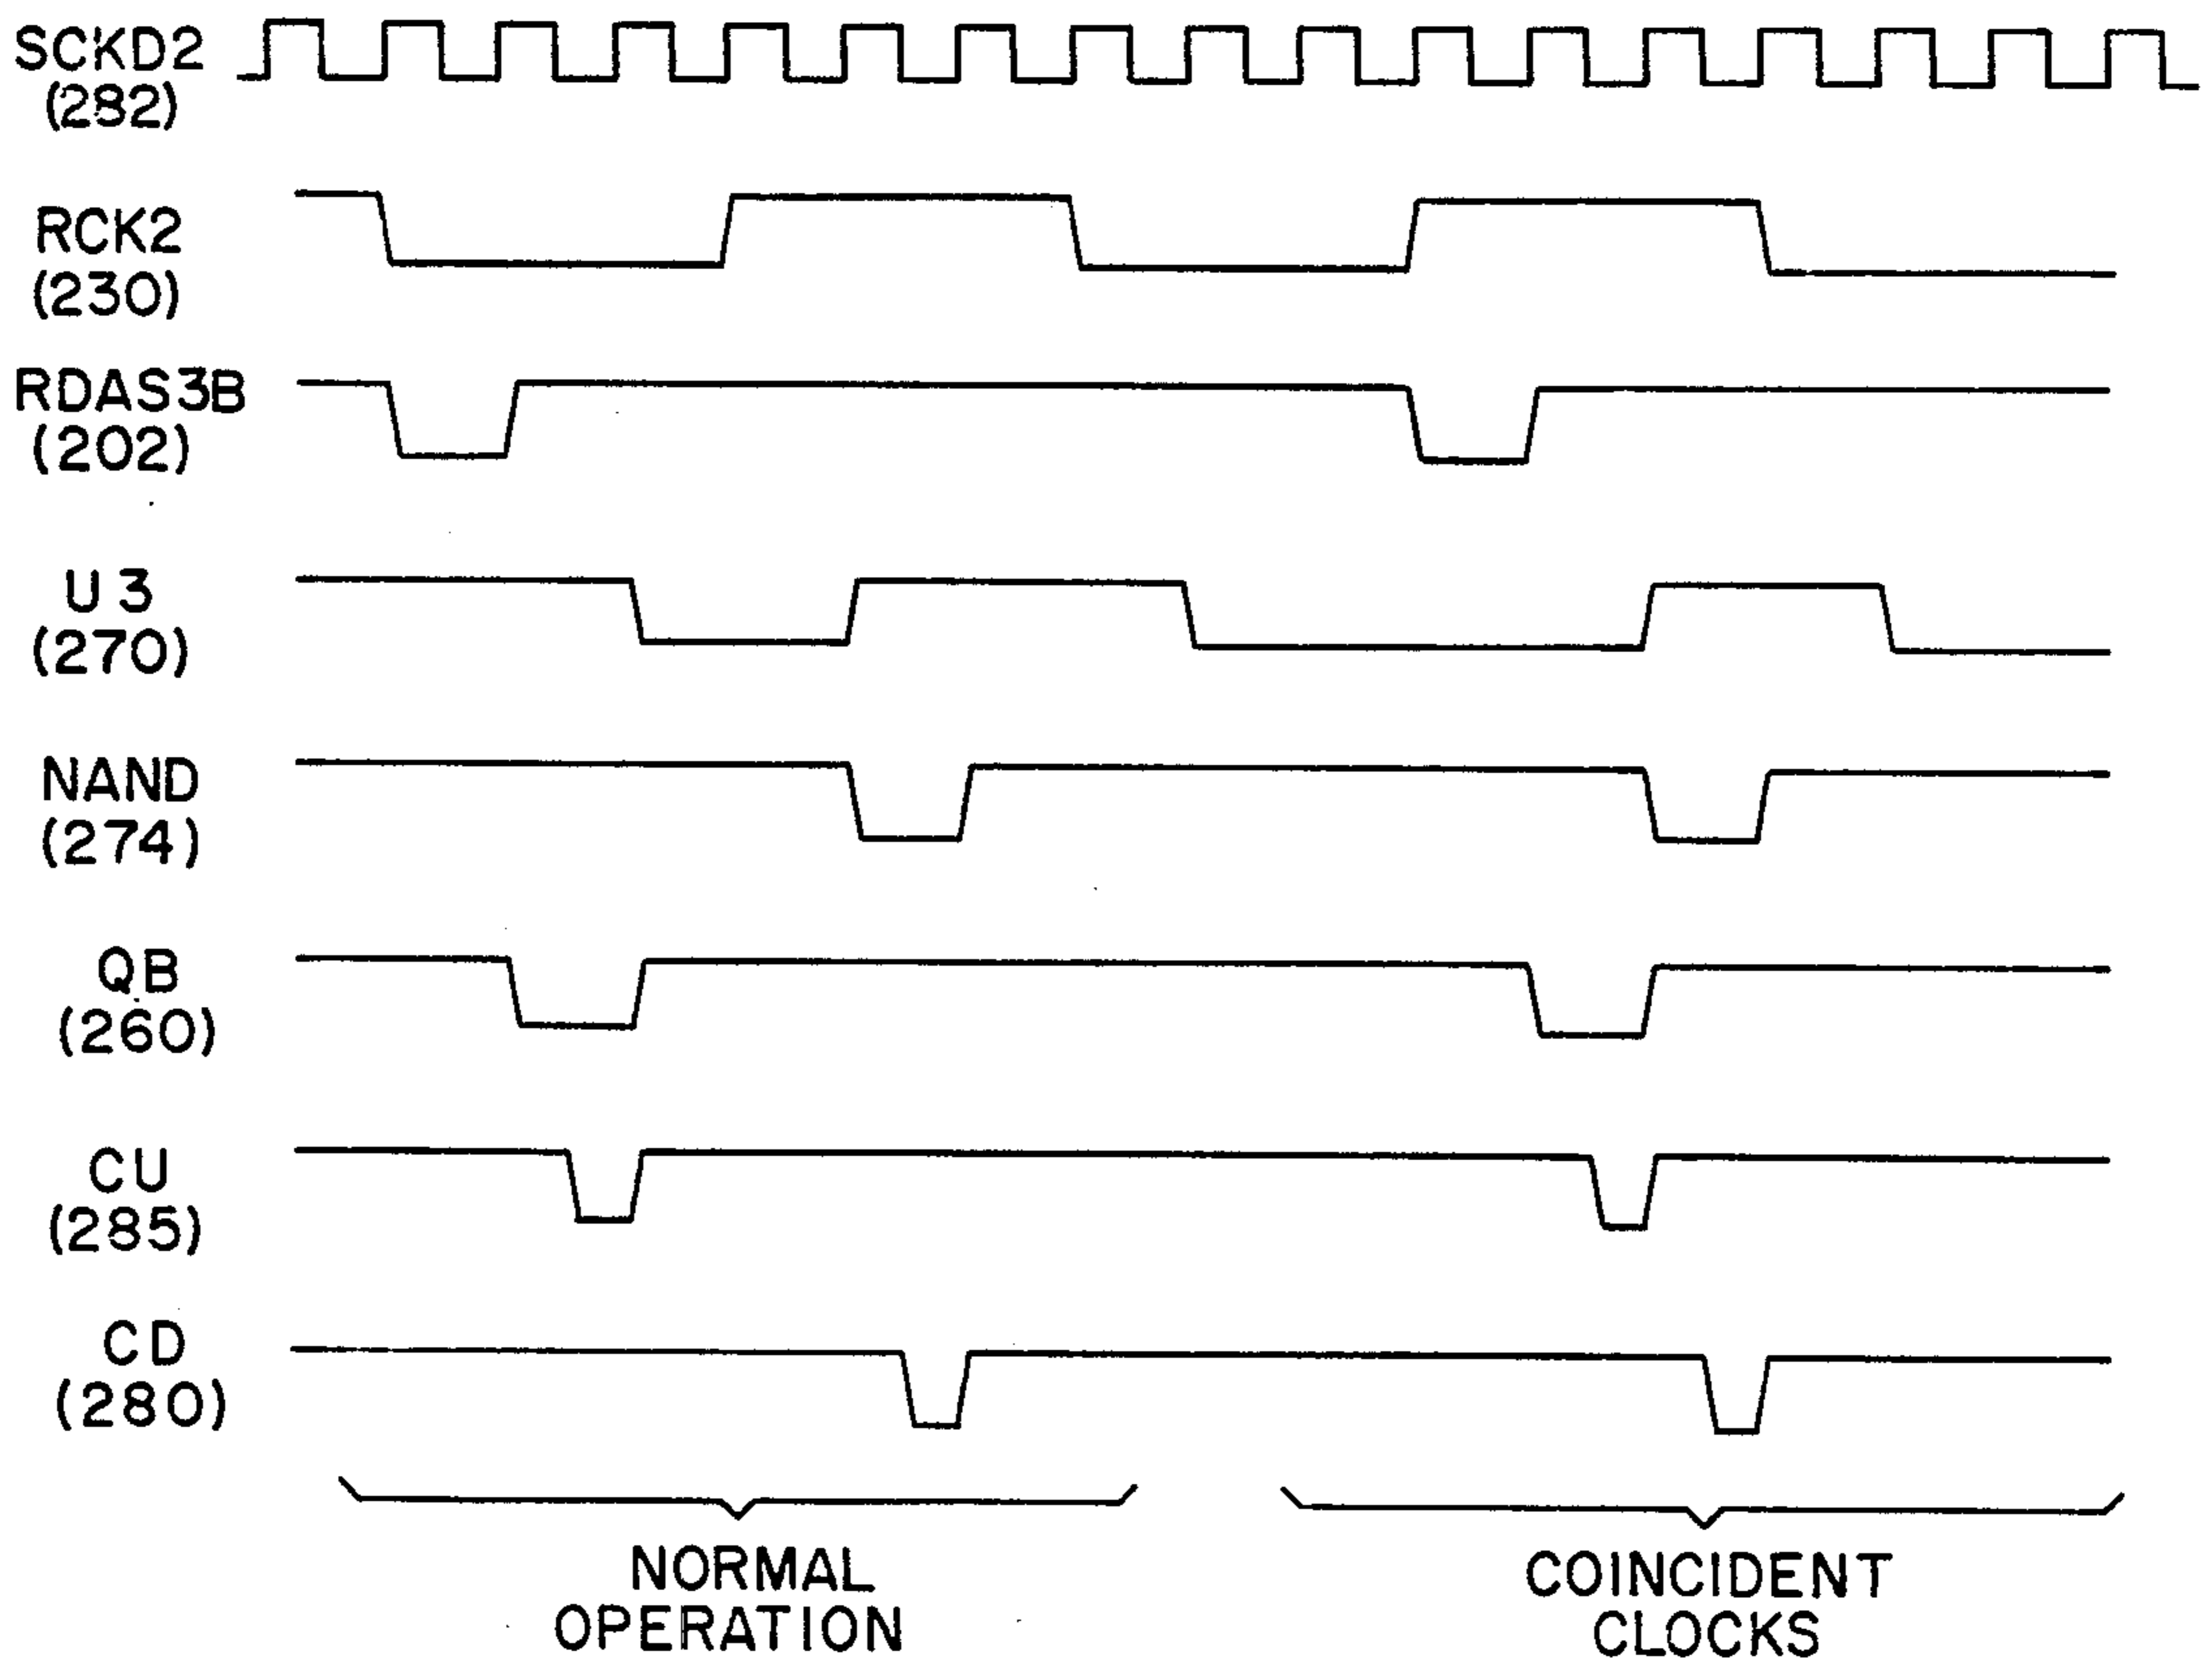 SCKD2
(282)
RCK2
(230)
RDAS3B
(202)
U3
(270)
NAND
(274)
QB
(260)
CU
(285)
CD
(280)
NORMAL
OPERATION
COINCIDENT
CLOCKS